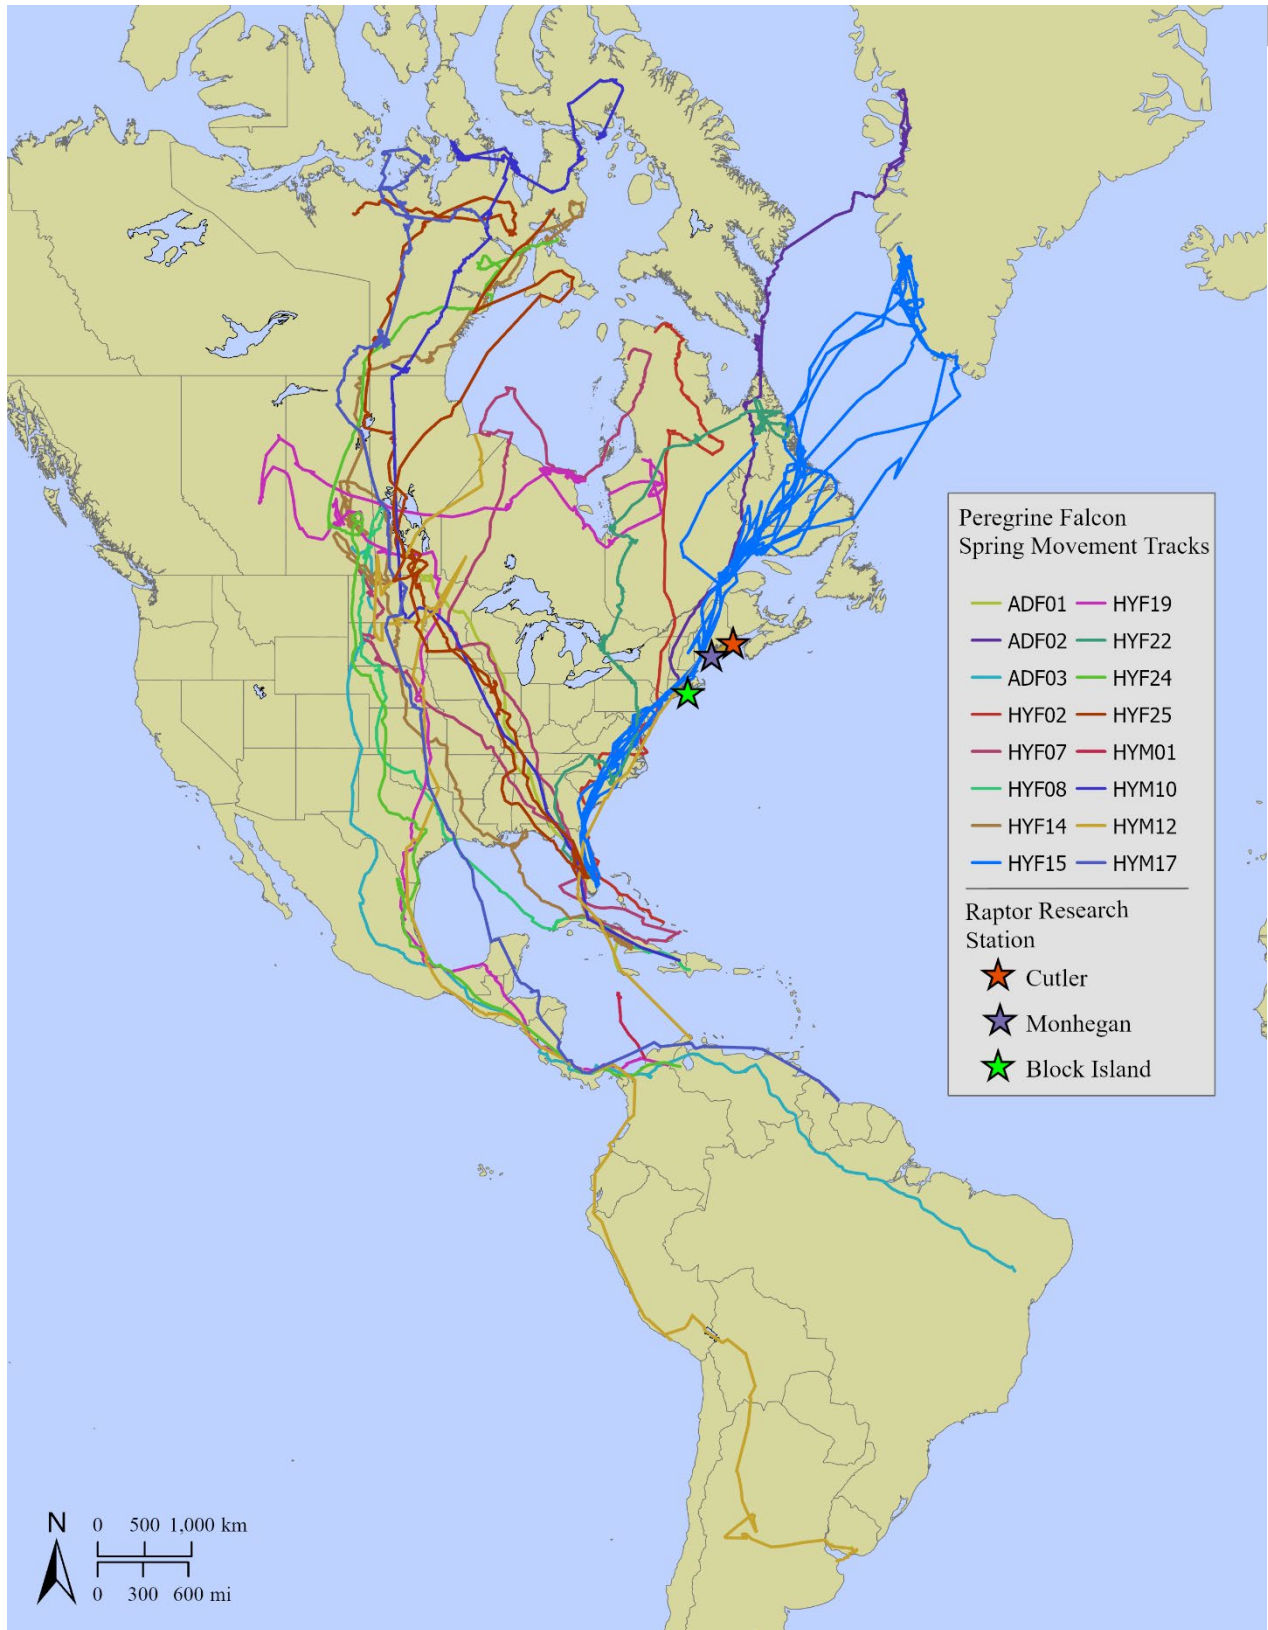 Peregrine Falcon
Spring Movement Tracks
ADF01 HYF19
ADF02 HYF22
ADF03 HYF24
HYF02 HYF25
HYF07 HYM01
HYF08 HYM10
HYF14 HYM12
HYF15 HYM17
Raptor Research
Station
Cutler
Monhegan
Block Island
N
0 500 1,000 km
0 300 600 mi